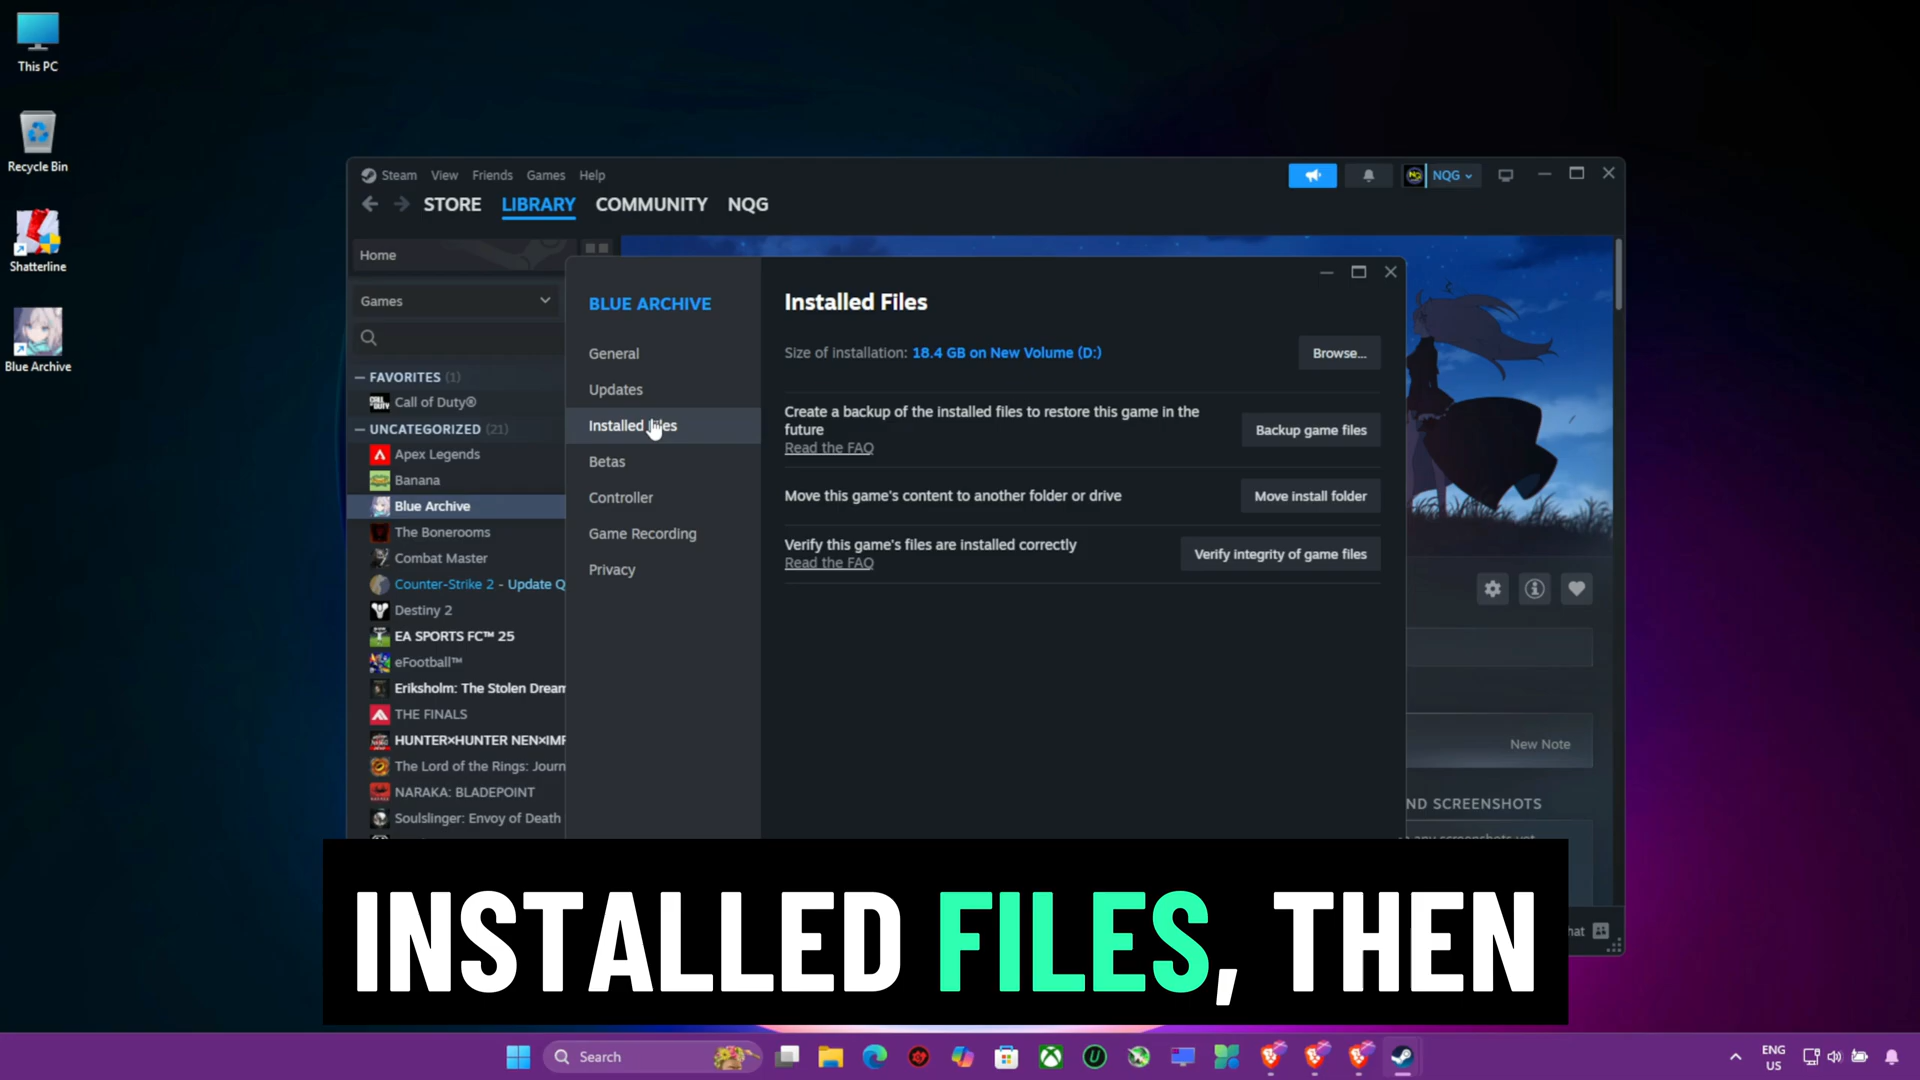 This PC
Recycle Bin
Shatterline
Blue Archive
Steam View Friends Games Help
NQG
STORE LIBRARY COMMUNITY NQG
Home
Games
— FAVORITES (1)
Call of Duty®
— UNCATEGORIZED (21)
Apex Legends
Banana
Blue Archive
The Bonerooms
Combat Master
Counter-Strike 2 - Update Q
Destiny 2
EA SPORTS FC™ 25
eFootball™
Eriksholm: The Stolen Dream
THE FINALS
HUNTER×HUNTER NEN×IMP
The Lord of the Rings: Journ
NARAKA: BLADEPOINT
Soulslinger: Envoy of Death
BLUE ARCHIVE
General
Updates
Installed Files
Betas
Controller
Game Recording
Privacy
Installed Files
Size of installation: 18.4 GB on New Volume (D:)
Browse...
Create a backup of the installed files to restore this game in the
future
Read the FAQ
Backup game files
Move this game's content to another folder or drive
Move install folder
Verify this game's files are installed correctly
Read the FAQ
Verify integrity of game files
New Note
ND SCREENSHOTS
hat
INSTALLED FILES, THEN
Search
ENG
US